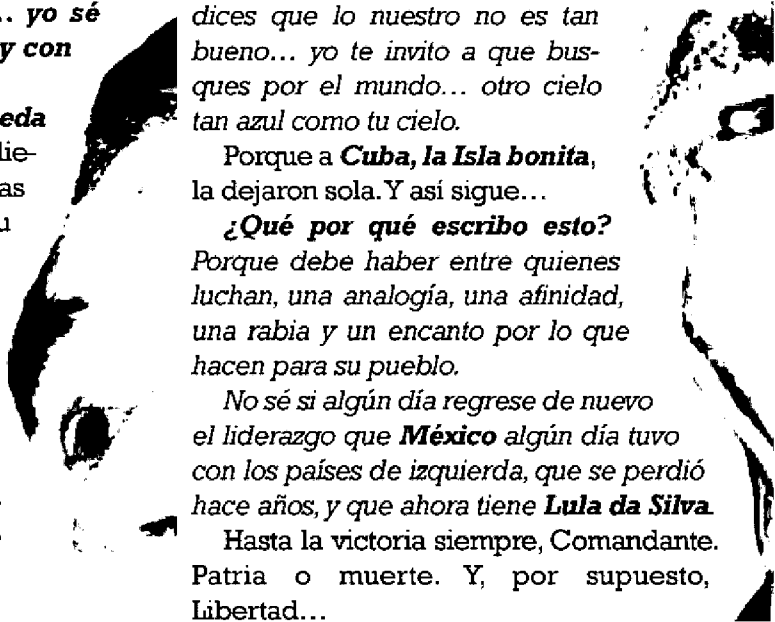 .. yo sé
y con
eda
lie-
as
u
dices que lo nuestro no es tan
bueno... yo te invito a que bus-
ques por el mundo... otro cielo
tan azul como tu cielo.
Porque a Cuba, la Isla bonita,
la dejaron sola. Y así sigue...
¿Qué por qué escribo esto?
Porque debe haber entre quienes
luchan, una analogía, una afinidad,
una rabia y un encanto por lo que
hacen para su pueblo.
No sé si algún día regrese de nuevo
el liderazgo que México algún día tuvo
con los países de izquierda, que se perdió
hace años, y que ahora tiene Lula da Silva.
Hasta la victoria siempre, Comandante.
Patria o muerte. Y, por supuesto,
Libertad...